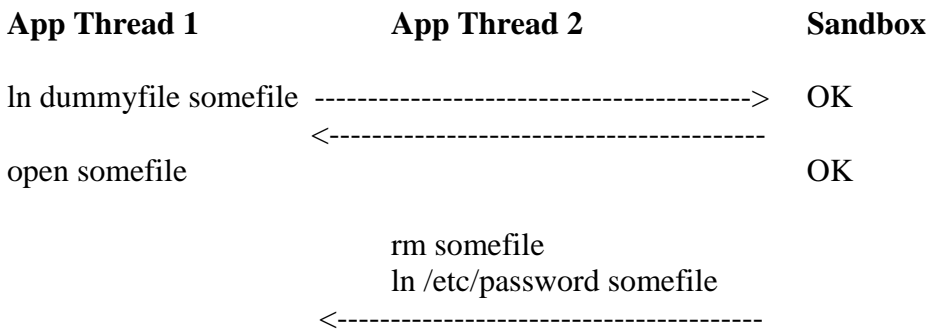 App Thread 1 App Thread 2 Sandbox
ln dummyfile somefile -----------------------------------------> OK
<-----------------------------------------
open somefile OK
rm somefile
ln /etc/password somefile
<----------------------------------------